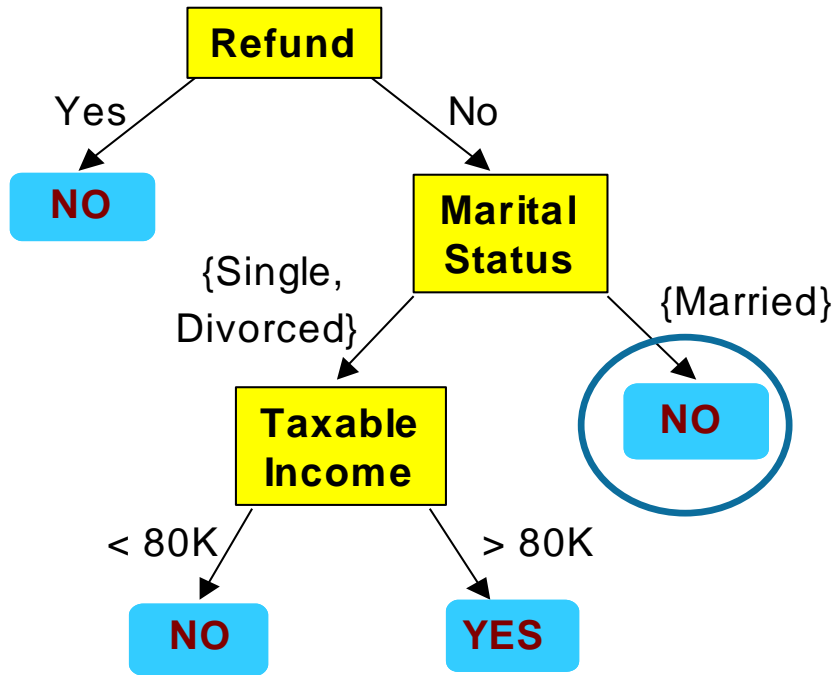 Refund
Yes
No
NO
Marital
Status
{Single,
Divorced}
{Married}
Taxable
Income
NO
< 80K
> 80K
NO
YES